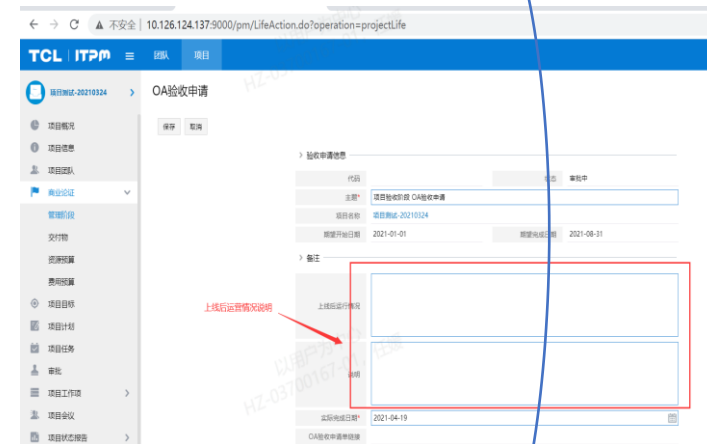 不安全 | 10.126.124.137:9000/pm/LifeAction.do?operation=projectLife
TCL ITPM 团队 项目
项目测试-20210324
OA验收申请
项目概况
保存 取消
项目信息
验收申请信息
项目团队
代码 状态 审批中
商业论证
主题* 项目验收阶段 OA验收申请
管理阶段
项目名称 项目测试-20210324
交付物
期望开始日期 2021-01-01 期望完成日期 2021-08-31
资源预算
备注
费用预算
项目目标
上线后运营情况说明
上线后运行情况
项目计划
项目任务
审批
说明
项目工作项
项目会议
实际完成日期* 2021-04-19
项目状态报告
OA验收申请单链接